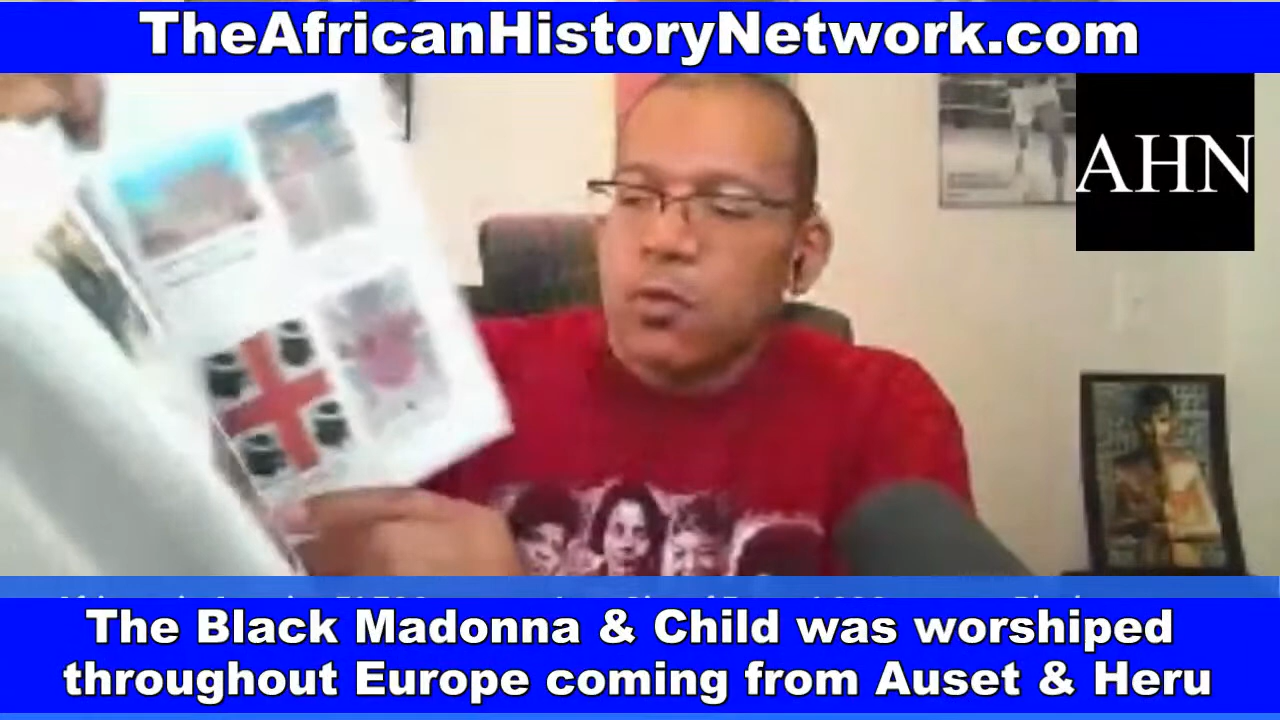 TheAfricanHistoryNetwork.com
AHN
The Black Madonna & Child was worshiped
throughout Europe coming from Auset & Heru